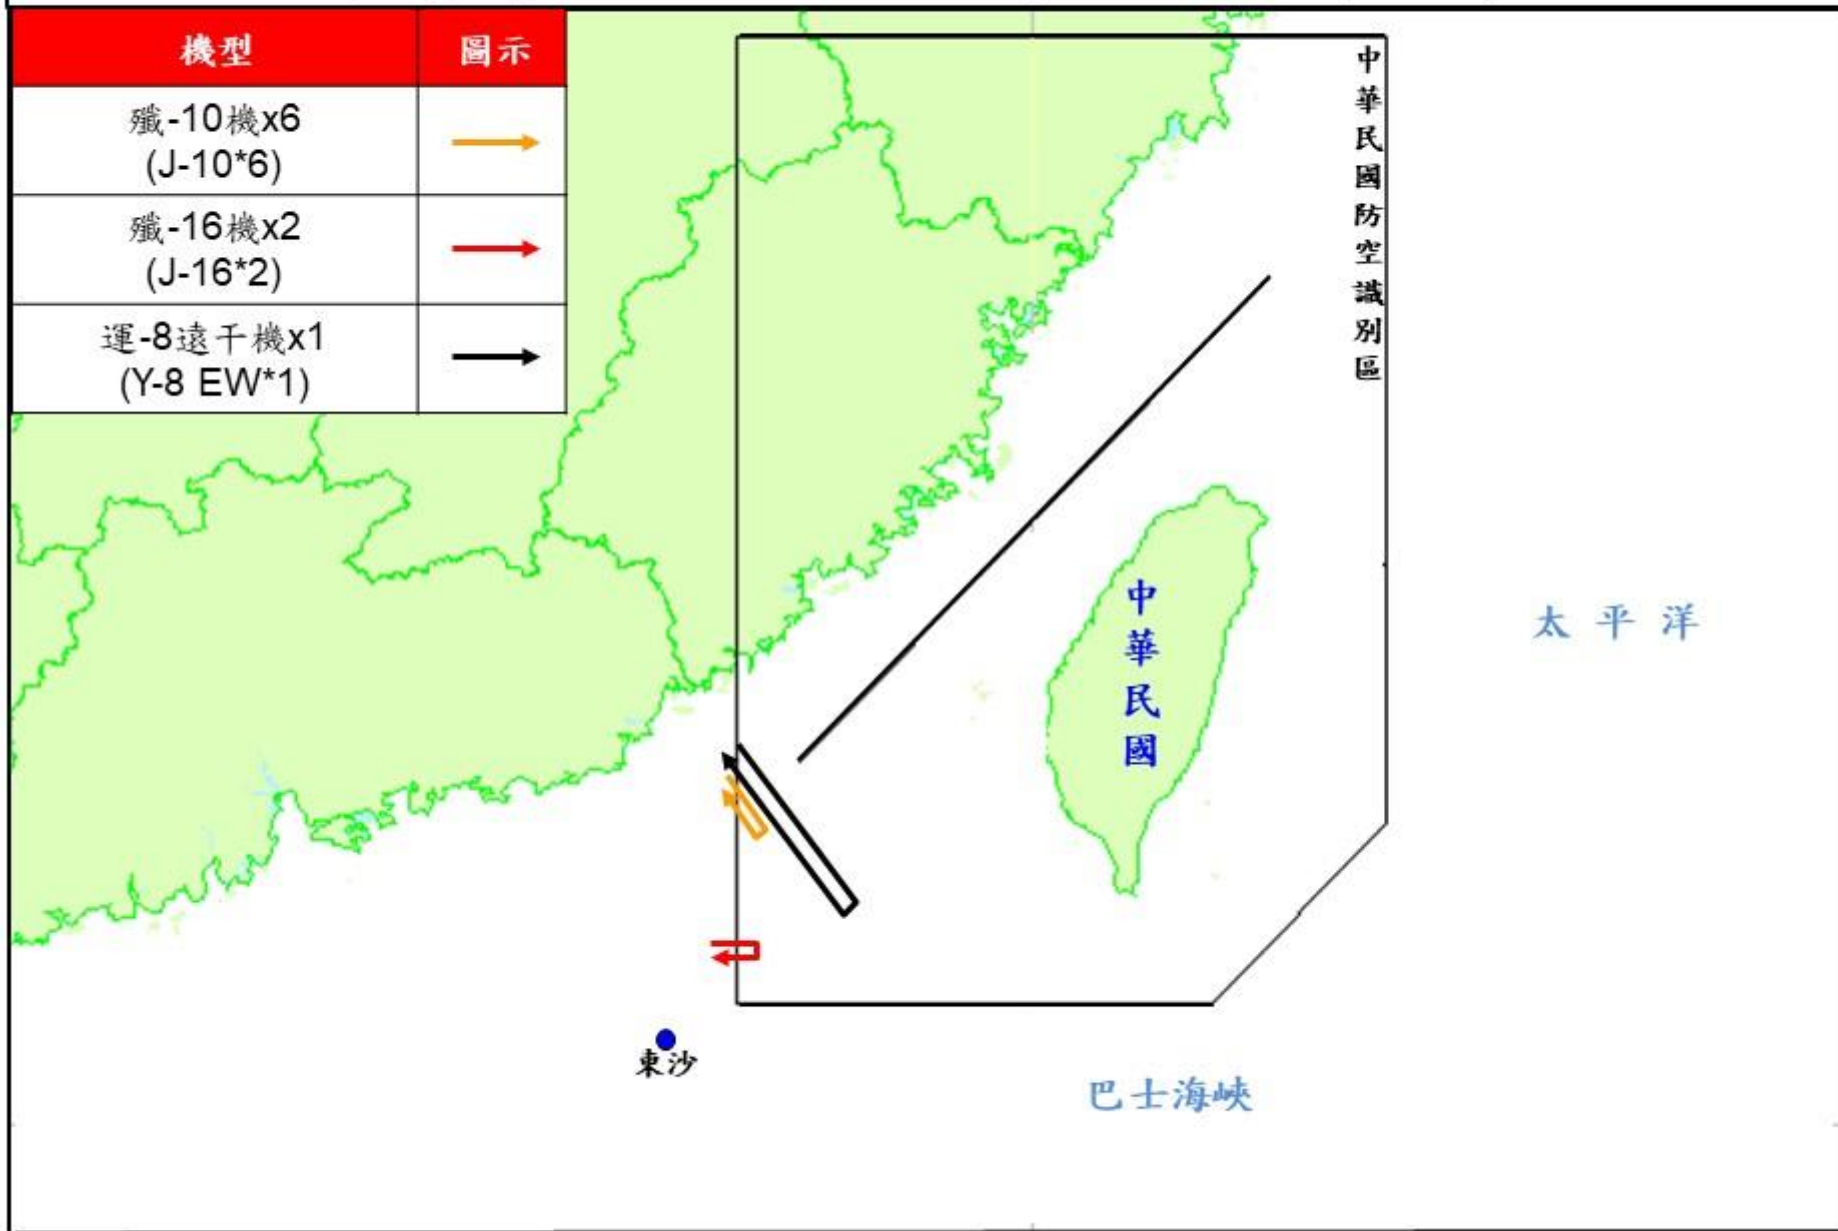 機型 圖示
殲-10機x6
(J-10*6)
殲-16機x2
(J-16*2)
運-8遠干機x1
(Y-8 EW*1)
中華民國防空識別區
中華民國
太平洋
東沙
巴士海峽